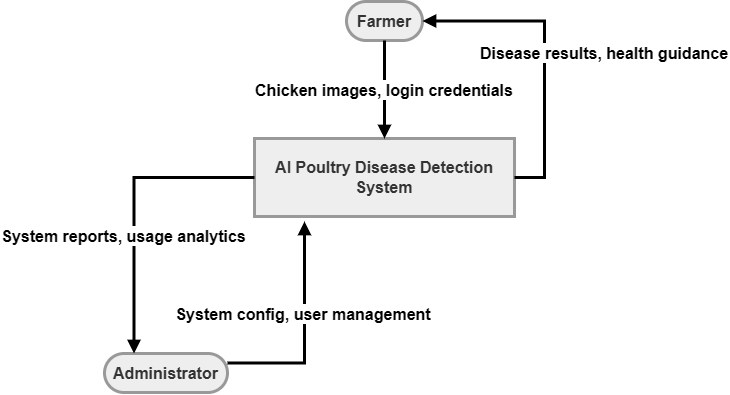 Farmer
Disease results, health guidance
Chicken images, login credentials
AI Poultry Disease Detection
System
System reports, usage analytics
System config, user management
Administrator